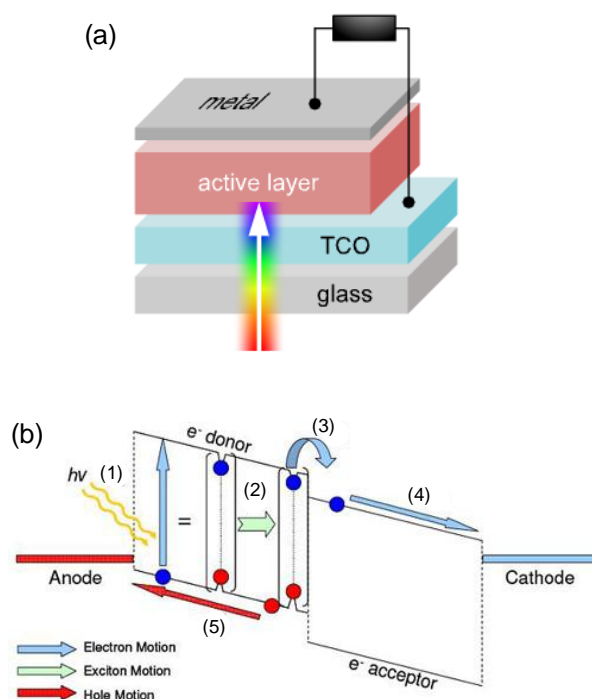 (a)
metal
active layer
TCO
glass
(b)
e⁻ donor
(3)
hν
(1)
(2)
(4)
=
Anode
Cathode
(5)
e⁻ acceptor
Electron Motion
Exciton Motion
Hole Motion